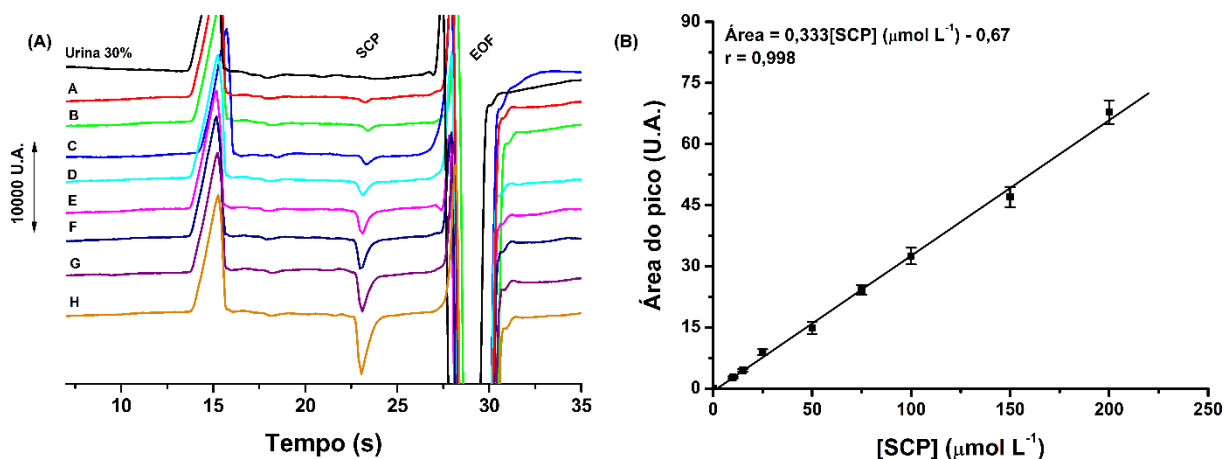 (A)
Urina 30%
SCP
EOF
A
B
C
D
E
F
G
H
10000 U.A.
10 15 20 25 30 35
Tempo (s)
(B)
Área = 0,333[SCP] (μmol L⁻¹) - 0,67
r = 0,998
Área do pico (U.A.)
90
75
60
45
30
15
0
0 50 100 150 200 250
[SCP] (μmol L⁻¹)